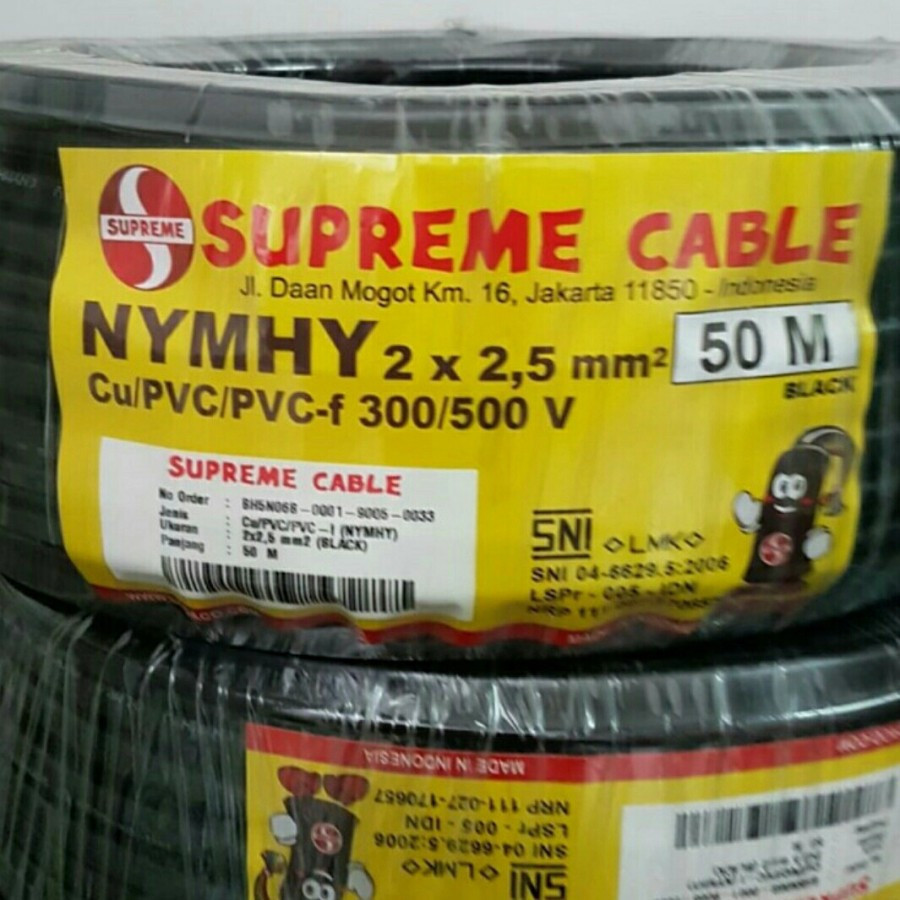 SUPREME
SUPREME CABLE
Jl. Daan Mogot Km. 16, Jakarta 11850 - Indonesia
NYMHY 2 x 2,5 mm² 50 M
BLACK
Cu/PVC/PVC-f 300/500 V
SUPREME CABLE
No Order :
Jenis : Cu/PVC/PVC-f (NYMHY)
Ukuran : 2x2,5 mm2 (BLACK)
Panjang : 50 M
SNI ◇LMK◇
SNI 04-6629.5:2006
LSPr - 005 - IDN
MADE IN INDONESIA
NRP 111-027-170657
LSPr - 005 - IDN
SNI 04-6629.5:2006
◇LMK◇
SNI